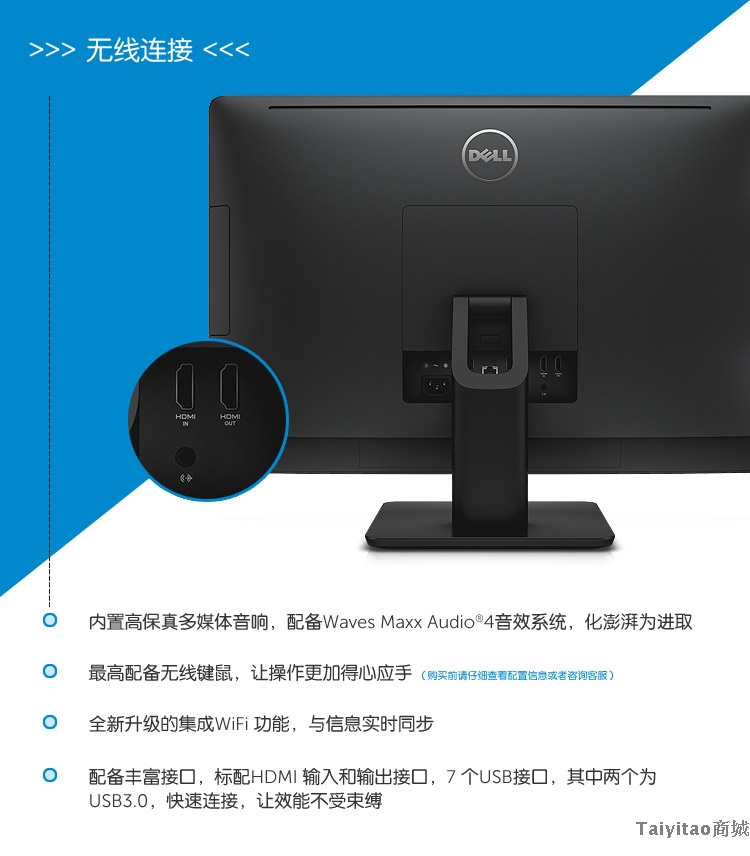 >>> 无线连接 <<<
DELL
HDMI
IN
HDMI
OUT
内置高保真多媒体音响，配备Waves Maxx Audio®4音效系统，化澎湃为进取
最高配备无线键鼠，让操作更加得心应手（购买前请仔细查看配置信息或者咨询客服）
全新升级的集成WiFi 功能，与信息实时同步
配备丰富接口，标配HDMI 输入和输出接口，7 个USB接口，其中两个为
USB3.0，快速连接，让效能不受束缚
Taiyitao商城